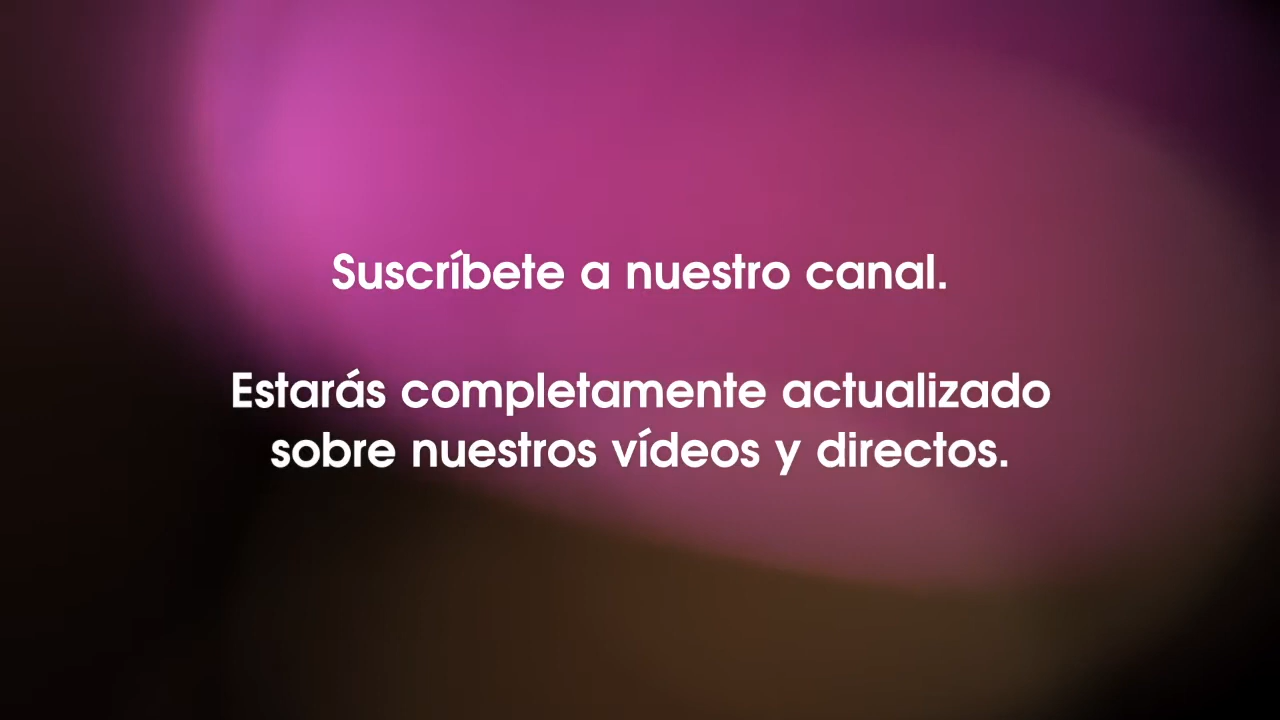 Suscríbete a nuestro canal.
Estarás completamente actualizado
sobre nuestros vídeos y directos.